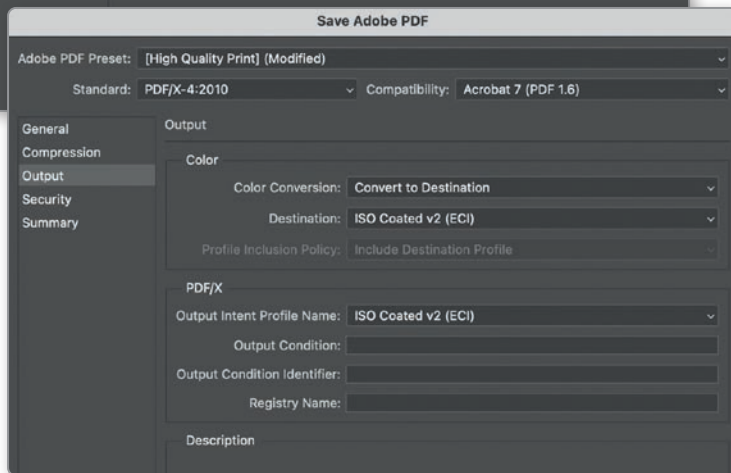 Save Adobe PDF
Adobe PDF Preset: [High Quality Print] (Modified)
Standard: PDF/X-4:2010 Compatibility: Acrobat 7 (PDF 1.6)
General
Compression
Output
Security
Summary
Output
Color
Color Conversion: Convert to Destination
Destination: ISO Coated v2 (ECI)
Profile Inclusion Policy: Include Destination Profile
PDF/X
Output Intent Profile Name: ISO Coated v2 (ECI)
Output Condition:
Output Condition Identifier:
Registry Name:
Description